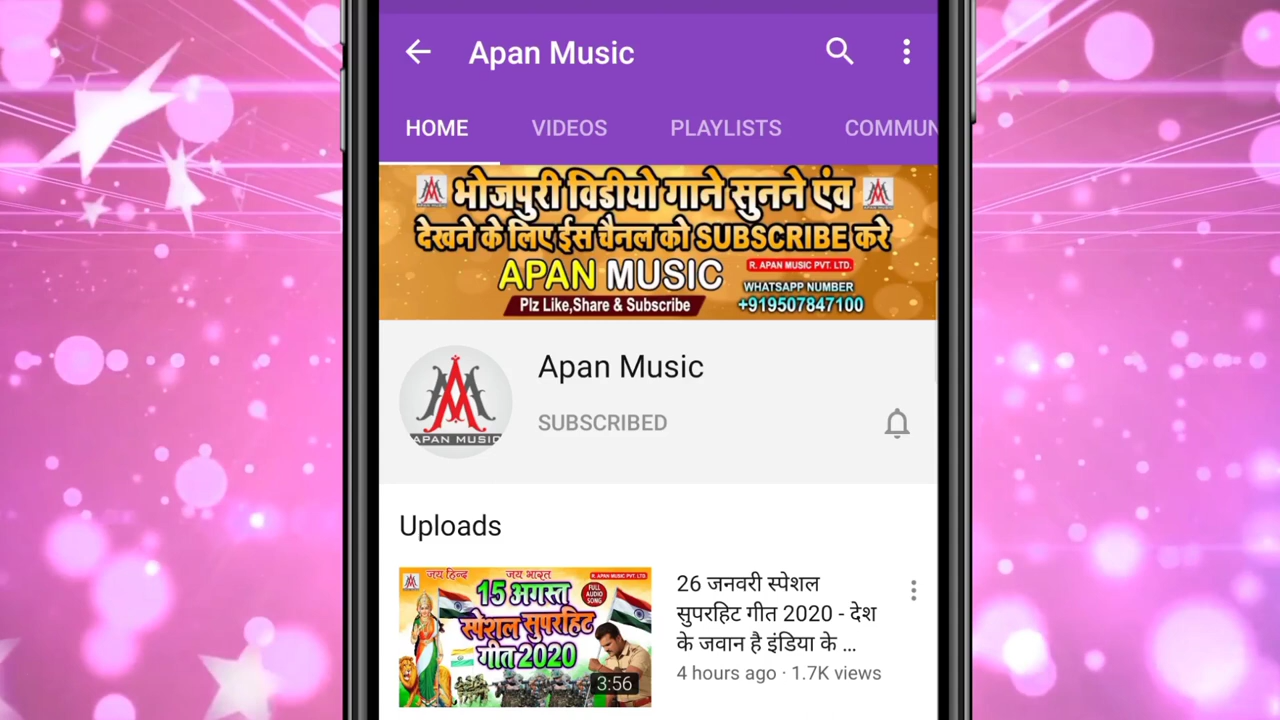 Apan Music
HOME VIDEOS PLAYLISTS COMMUN
भोजपुरी विडीयो गाने सुनने एंव
देखने के लिए ईस चैनल को SUBSCRIBE करे
APAN MUSIC
R. APAN MUSIC PVT. LTD.
Plz Like,Share & Subscribe
WHATSAPP NUMBER
+919507847100
Apan Music
APAN MUSIC
SUBSCRIBED
Uploads
जय हिन्द जय भारत
R. APAN MUSIC PVT. LTD
15 अगस्त
FULL
AUDIO
SONG
स्पेशल सुपरहिट
गीत 2020
3:56
26 जनवरी स्पेशल
सुपरहिट गीत 2020 - देश
के जवान है इंडिया के ...
4 hours ago · 1.7K views